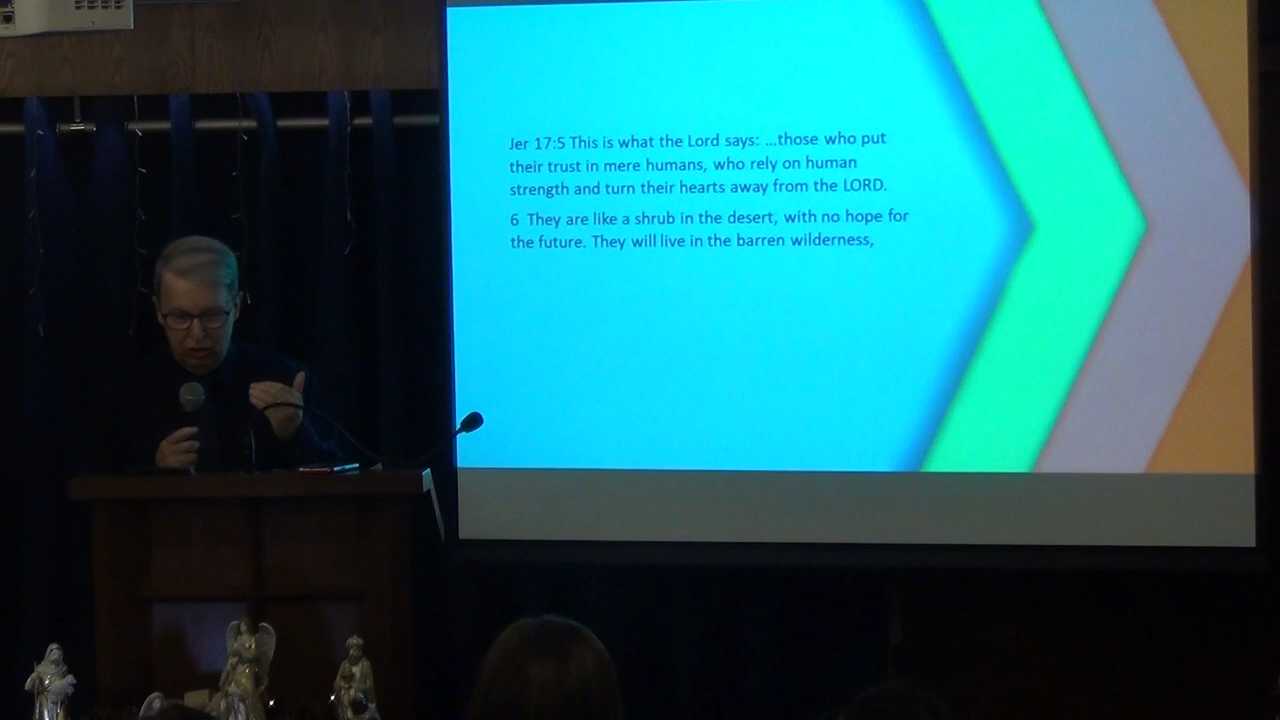 Jer 17:5 This is what the Lord says: ...those who put
their trust in mere humans, who rely on human
strength and turn their hearts away from the LORD.
6 They are like a shrub in the desert, with no hope for
the future. They will live in the barren wilderness,